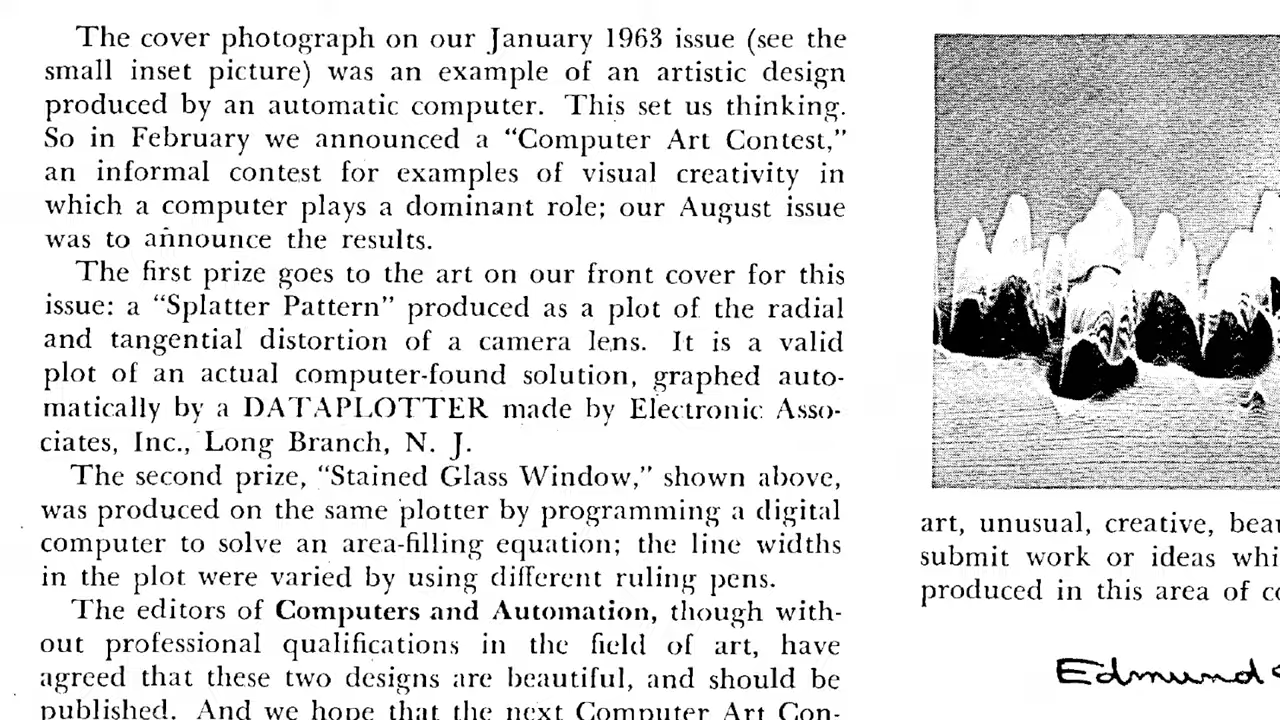 The cover photograph on our January 1963 issue (see the
small inset picture) was an example of an artistic design
produced by an automatic computer. This set us thinking.
So in February we announced a "Computer Art Contest,"
an informal contest for examples of visual creativity in
which a computer plays a dominant role; our August issue
was to announce the results.
The first prize goes to the art on our front cover for this
issue: a "Splatter Pattern" produced as a plot of the radial
and tangential distortion of a camera lens. It is a valid
plot of an actual computer-found solution, graphed auto-
matically by a DATAPLOTTER made by Electronic Asso-
ciates, Inc., Long Branch, N. J.
The second prize, "Stained Glass Window," shown above,
was produced on the same plotter by programming a digital
computer to solve an area-filling equation; the line widths
in the plot were varied by using different ruling pens.
The editors of Computers and Automation, though with-
out professional qualifications in the field of art, have
agreed that these two designs are beautiful, and should be
published. And we hope that the next Computer Art Con-
art, unusual, creative,
submit work or ideas
produced in this area of
Edmund